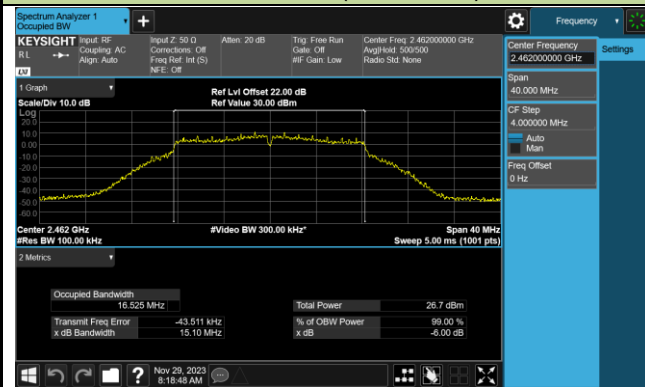 Spectrum Analyzer 1
Occupied BW
Frequency
KEYSIGHT
Input: RF
Coupling: AC
Align: Auto
Input Z: 50 Ω
Corrections: Off
Freq Ref: Int (S)
NFE: Off
Atten: 20 dB
Trig: Free Run
Gate: Off
#IF Gain: Low
Center Freq: 2.462000000 GHz
Avg|Hold: 500/500
Radio Std: None
RL
LXI
Center Frequency
2.462000000 GHz
Settings
Span
40.000 MHz
CF Step
4.000000 MHz
Auto
Man
Freq Offset
0 Hz
1 Graph
Scale/Div 10.0 dB
Ref Lvl Offset 22.00 dB
Ref Value 30.00 dBm
Log
20.0
10.0
0.00
-10.0
-20.0
-30.0
-40.0
-50.0
-60.0
Center 2.462 GHz
#Video BW 300.00 kHz*
Span 40 MHz
#Res BW 100.00 kHz
Sweep 5.00 ms (1001 pts)
2 Metrics
Occupied Bandwidth
16.525 MHz
Total Power 26.7 dBm
Transmit Freq Error -43.511 kHz
% of OBW Power 99.00 %
x dB Bandwidth 15.10 MHz
x dB -6.00 dB
Nov 29, 2023
8:18:48 AM